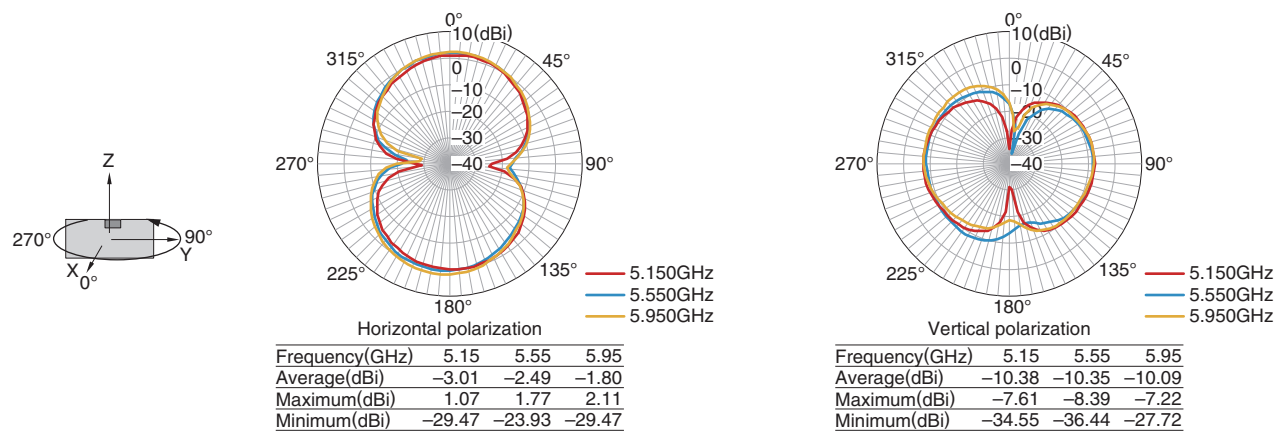 Z
270°
90°
Y
X
0°
0°
10(dBi)
315°
45°
0
−10
−20
−30
270°
−40
90°
225°
135°
180°
5.150GHz
5.550GHz
5.950GHz
Horizontal polarization
Frequency(GHz) 5.15 5.55 5.95
Average(dBi) −3.01 −2.49 −1.80
Maximum(dBi) 1.07 1.77 2.11
Minimum(dBi) −29.47 −23.93 −29.47
0°
10(dBi)
315°
45°
0
−10
−20
−30
270°
−40
90°
225°
135°
180°
5.150GHz
5.550GHz
5.950GHz
Vertical polarization
Frequency(GHz) 5.15 5.55 5.95
Average(dBi) −10.38 −10.35 −10.09
Maximum(dBi) −7.61 −8.39 −7.22
Minimum(dBi) −34.55 −36.44 −27.72